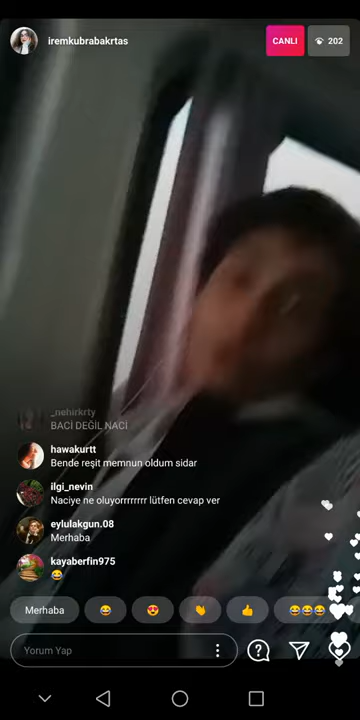 iremkubrabakrtas
CANLI
202
_nehirkrty
BACİ DEĞİL NACİ
hawakurtt
Bende reşit memnun oldum sidar
ilgi_nevin
Naciye ne oluyorrrrrrrr lütfen cevap ver
eylulakgun.08
Merhaba
kayaberfin975
😂
Merhaba 😂 😍 👏 👍 😂😂😂
Yorum Yap